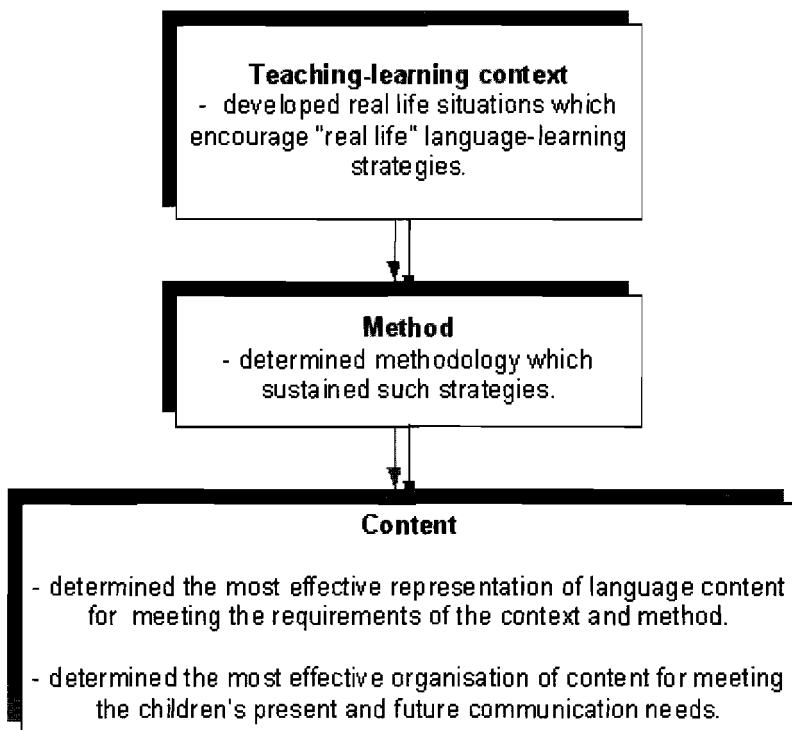 Teaching-learning context
- developed real life situations which
encourage "real life" language-learning
strategies.
Method
- determined methodology which
sustained such strategies.
Content
- determined the most effective representation of language content
for meeting the requirements of the context and method.
- determined the most effective organisation of content for meeting
the children's present and future communication needs.